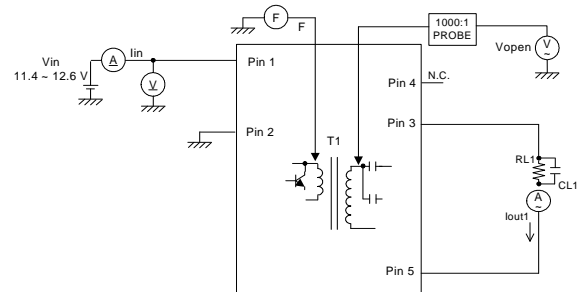 F
F
1000:1
PROBE
Vopen
V
~
Vin
11.4 ~ 12.6 V
A
Iin
V
Pin 1
Pin 4
N.C.
Pin 2
Pin 3
T1
RL1
CL1
A
~
Iout1
Pin 5